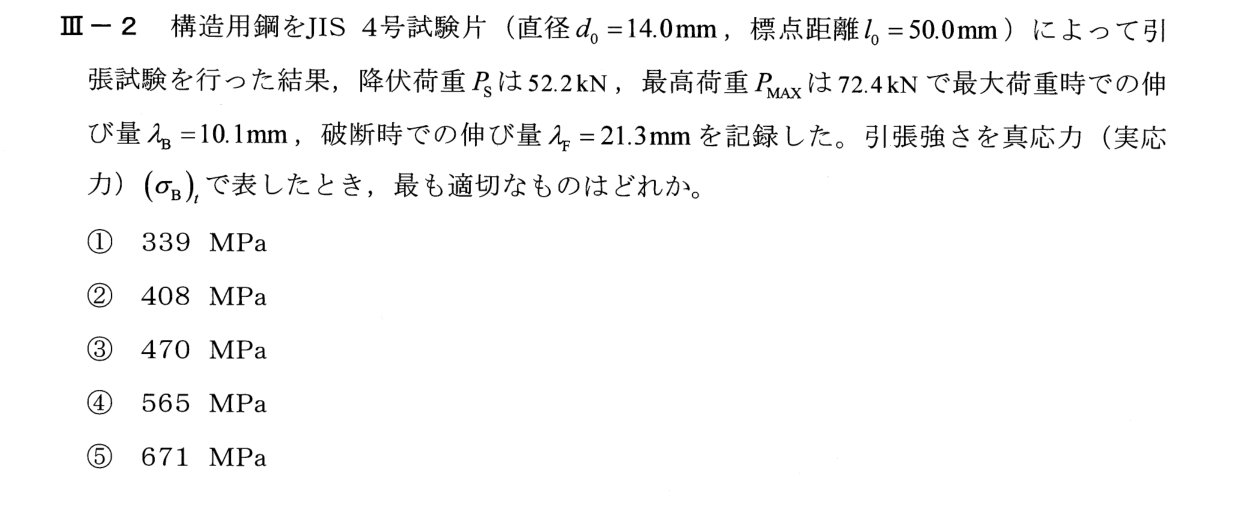 Ⅲ－2　構造用鋼をJIS 4号試験片（直径 d₀ =14.0mm，標点距離 l₀ = 50.0mm）によって引
張試験を行った結果，降伏荷重 Pₛ は 52.2kN，最高荷重 P_MAX は 72.4kN で最大荷重時での伸
び量 λ_B =10.1mm，破断時での伸び量 λ_F = 21.3mm を記録した。引張強さを真応力（実応
力）(σ_B)_t で表したとき，最も適切なものはどれか。
①　339 MPa
②　408 MPa
③　470 MPa
④　565 MPa
⑤　671 MPa